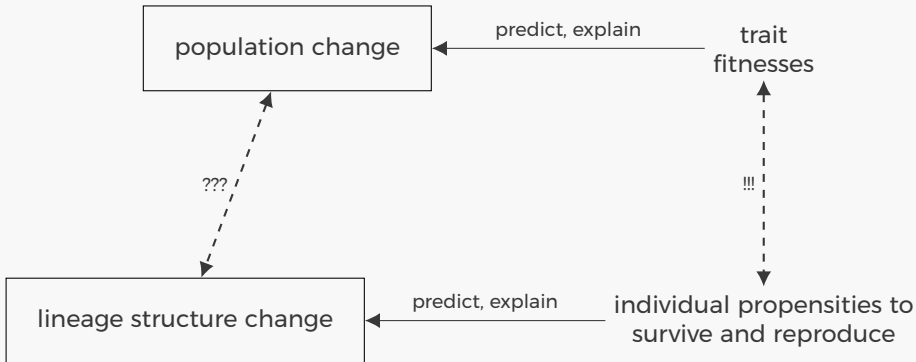 population change
predict, explain
trait
fitnesses
???
!!!
lineage structure change
predict, explain
individual propensities to
survive and reproduce